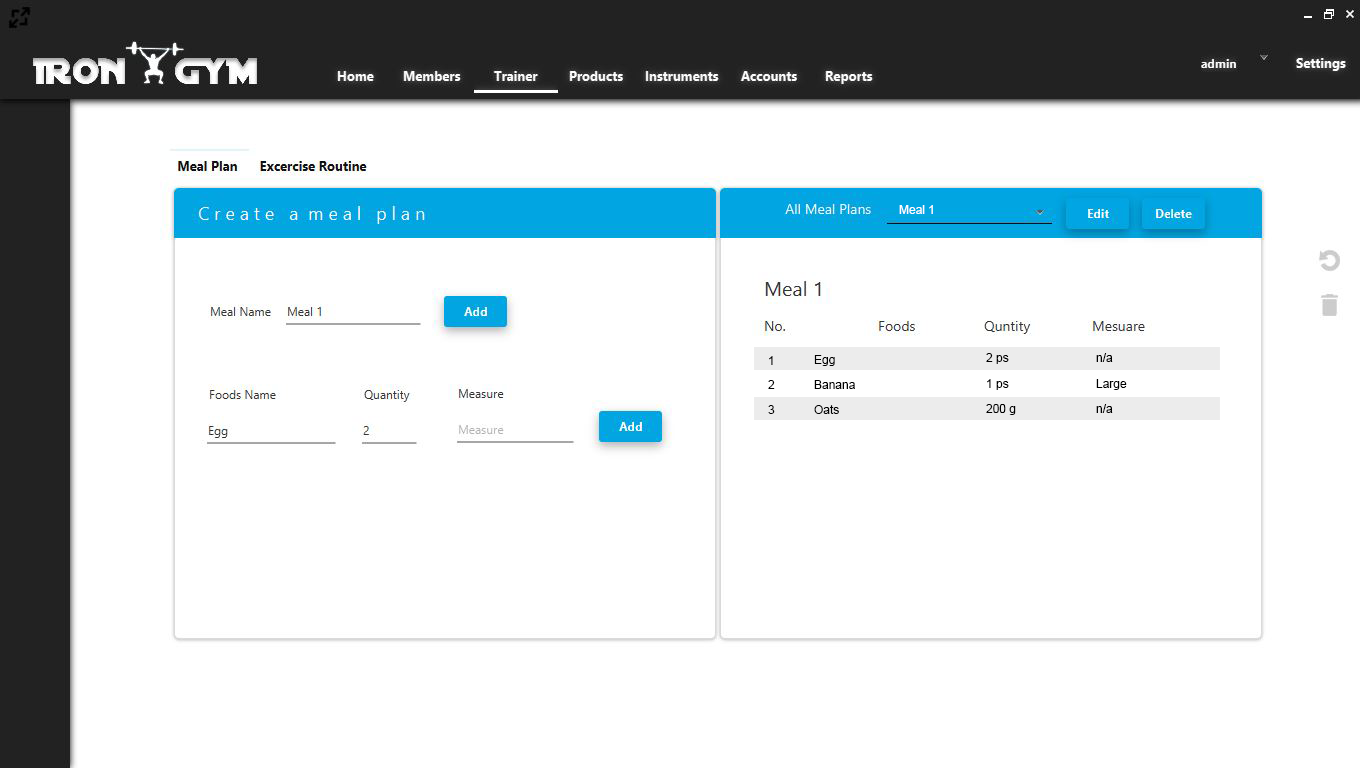 IRON GYM
Home Members Trainer Products Instruments Accounts Reports
admin
Settings
Meal Plan Excercise Routine
Create a meal plan
Meal Name Meal 1 Add
Foods Name Quantity Measure
Egg 2 Measure Add
All Meal Plans Meal 1 Edit Delete
Meal 1
No. Foods Quntity Mesuare
1 Egg 2 ps n/a
2 Banana 1 ps Large
3 Oats 200 g n/a